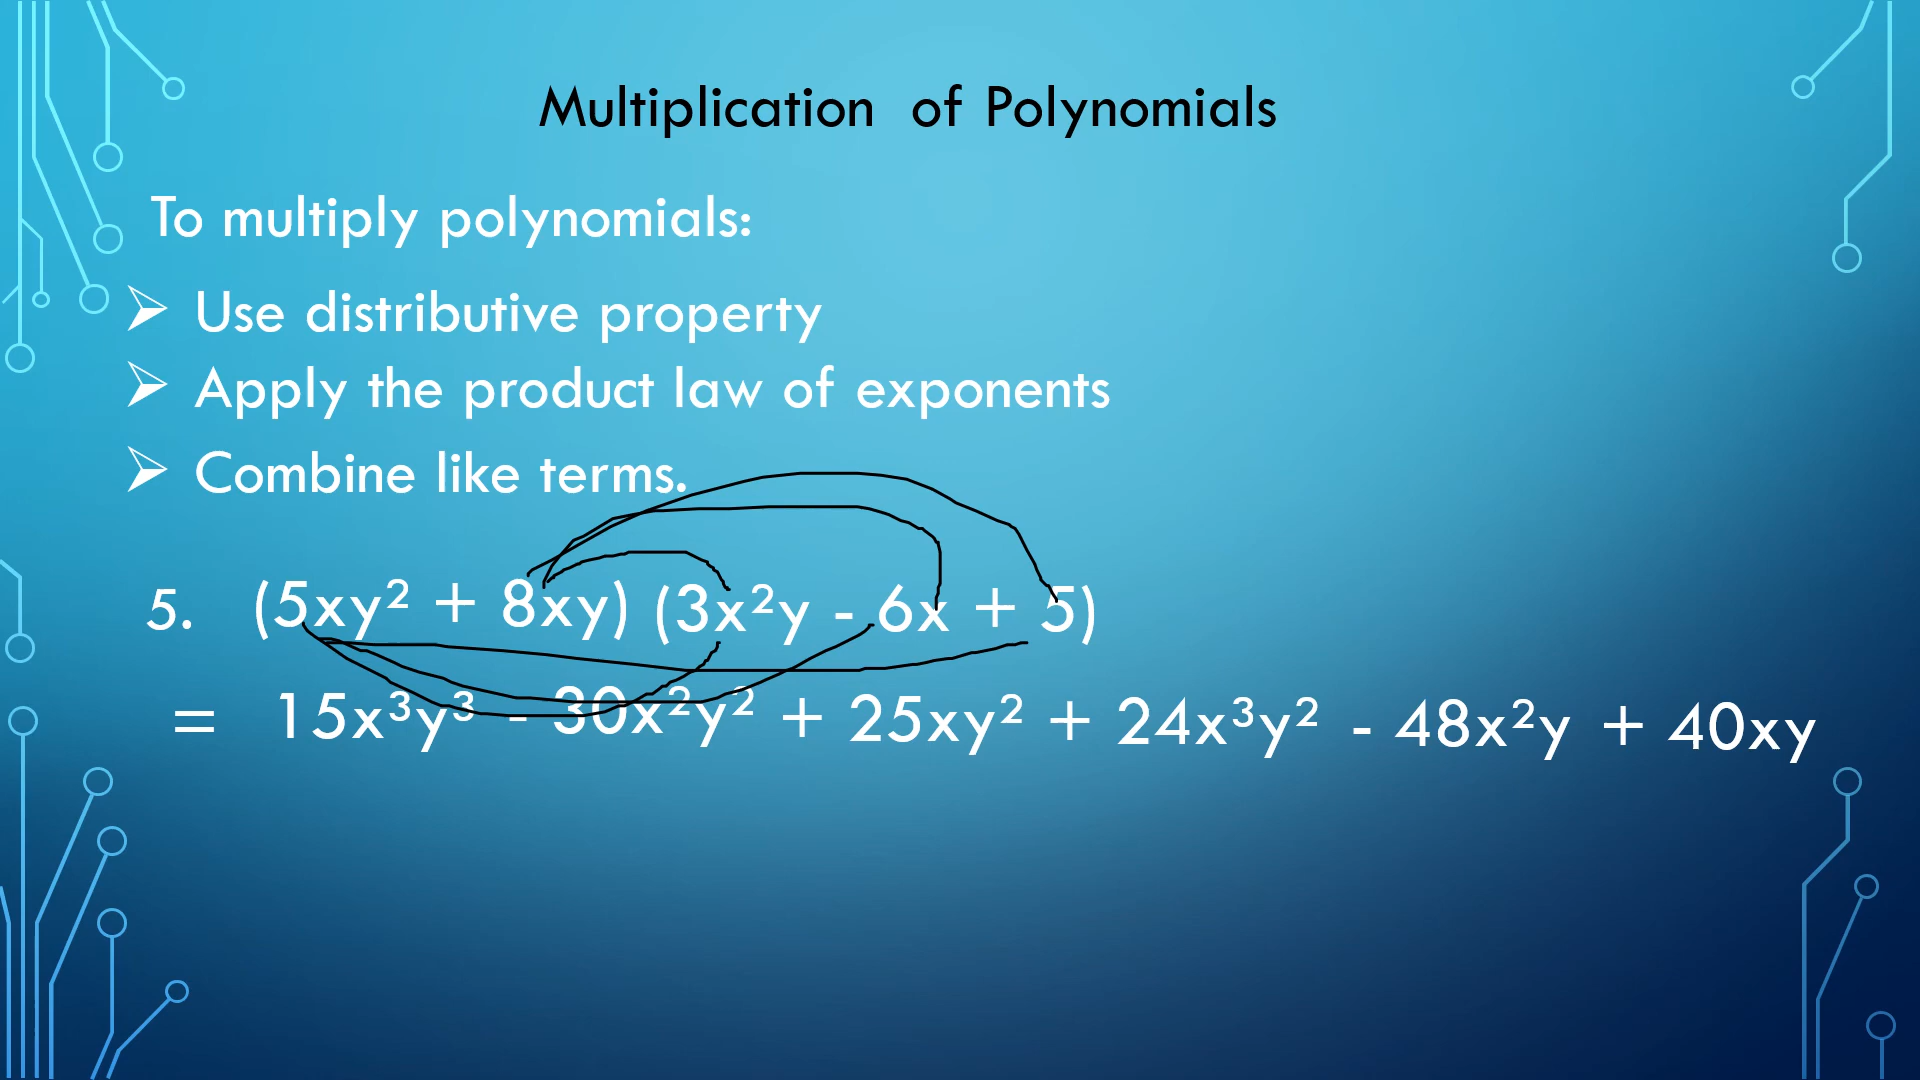 Multiplication of Polynomials
To multiply polynomials:
➢ Use distributive property
➢ Apply the product law of exponents
➢ Combine like terms.
5. (5xy² + 8xy) (3x²y - 6x + 5)
= 15x³y³ - 30x²y² + 25xy² + 24x³y² - 48x²y + 40xy